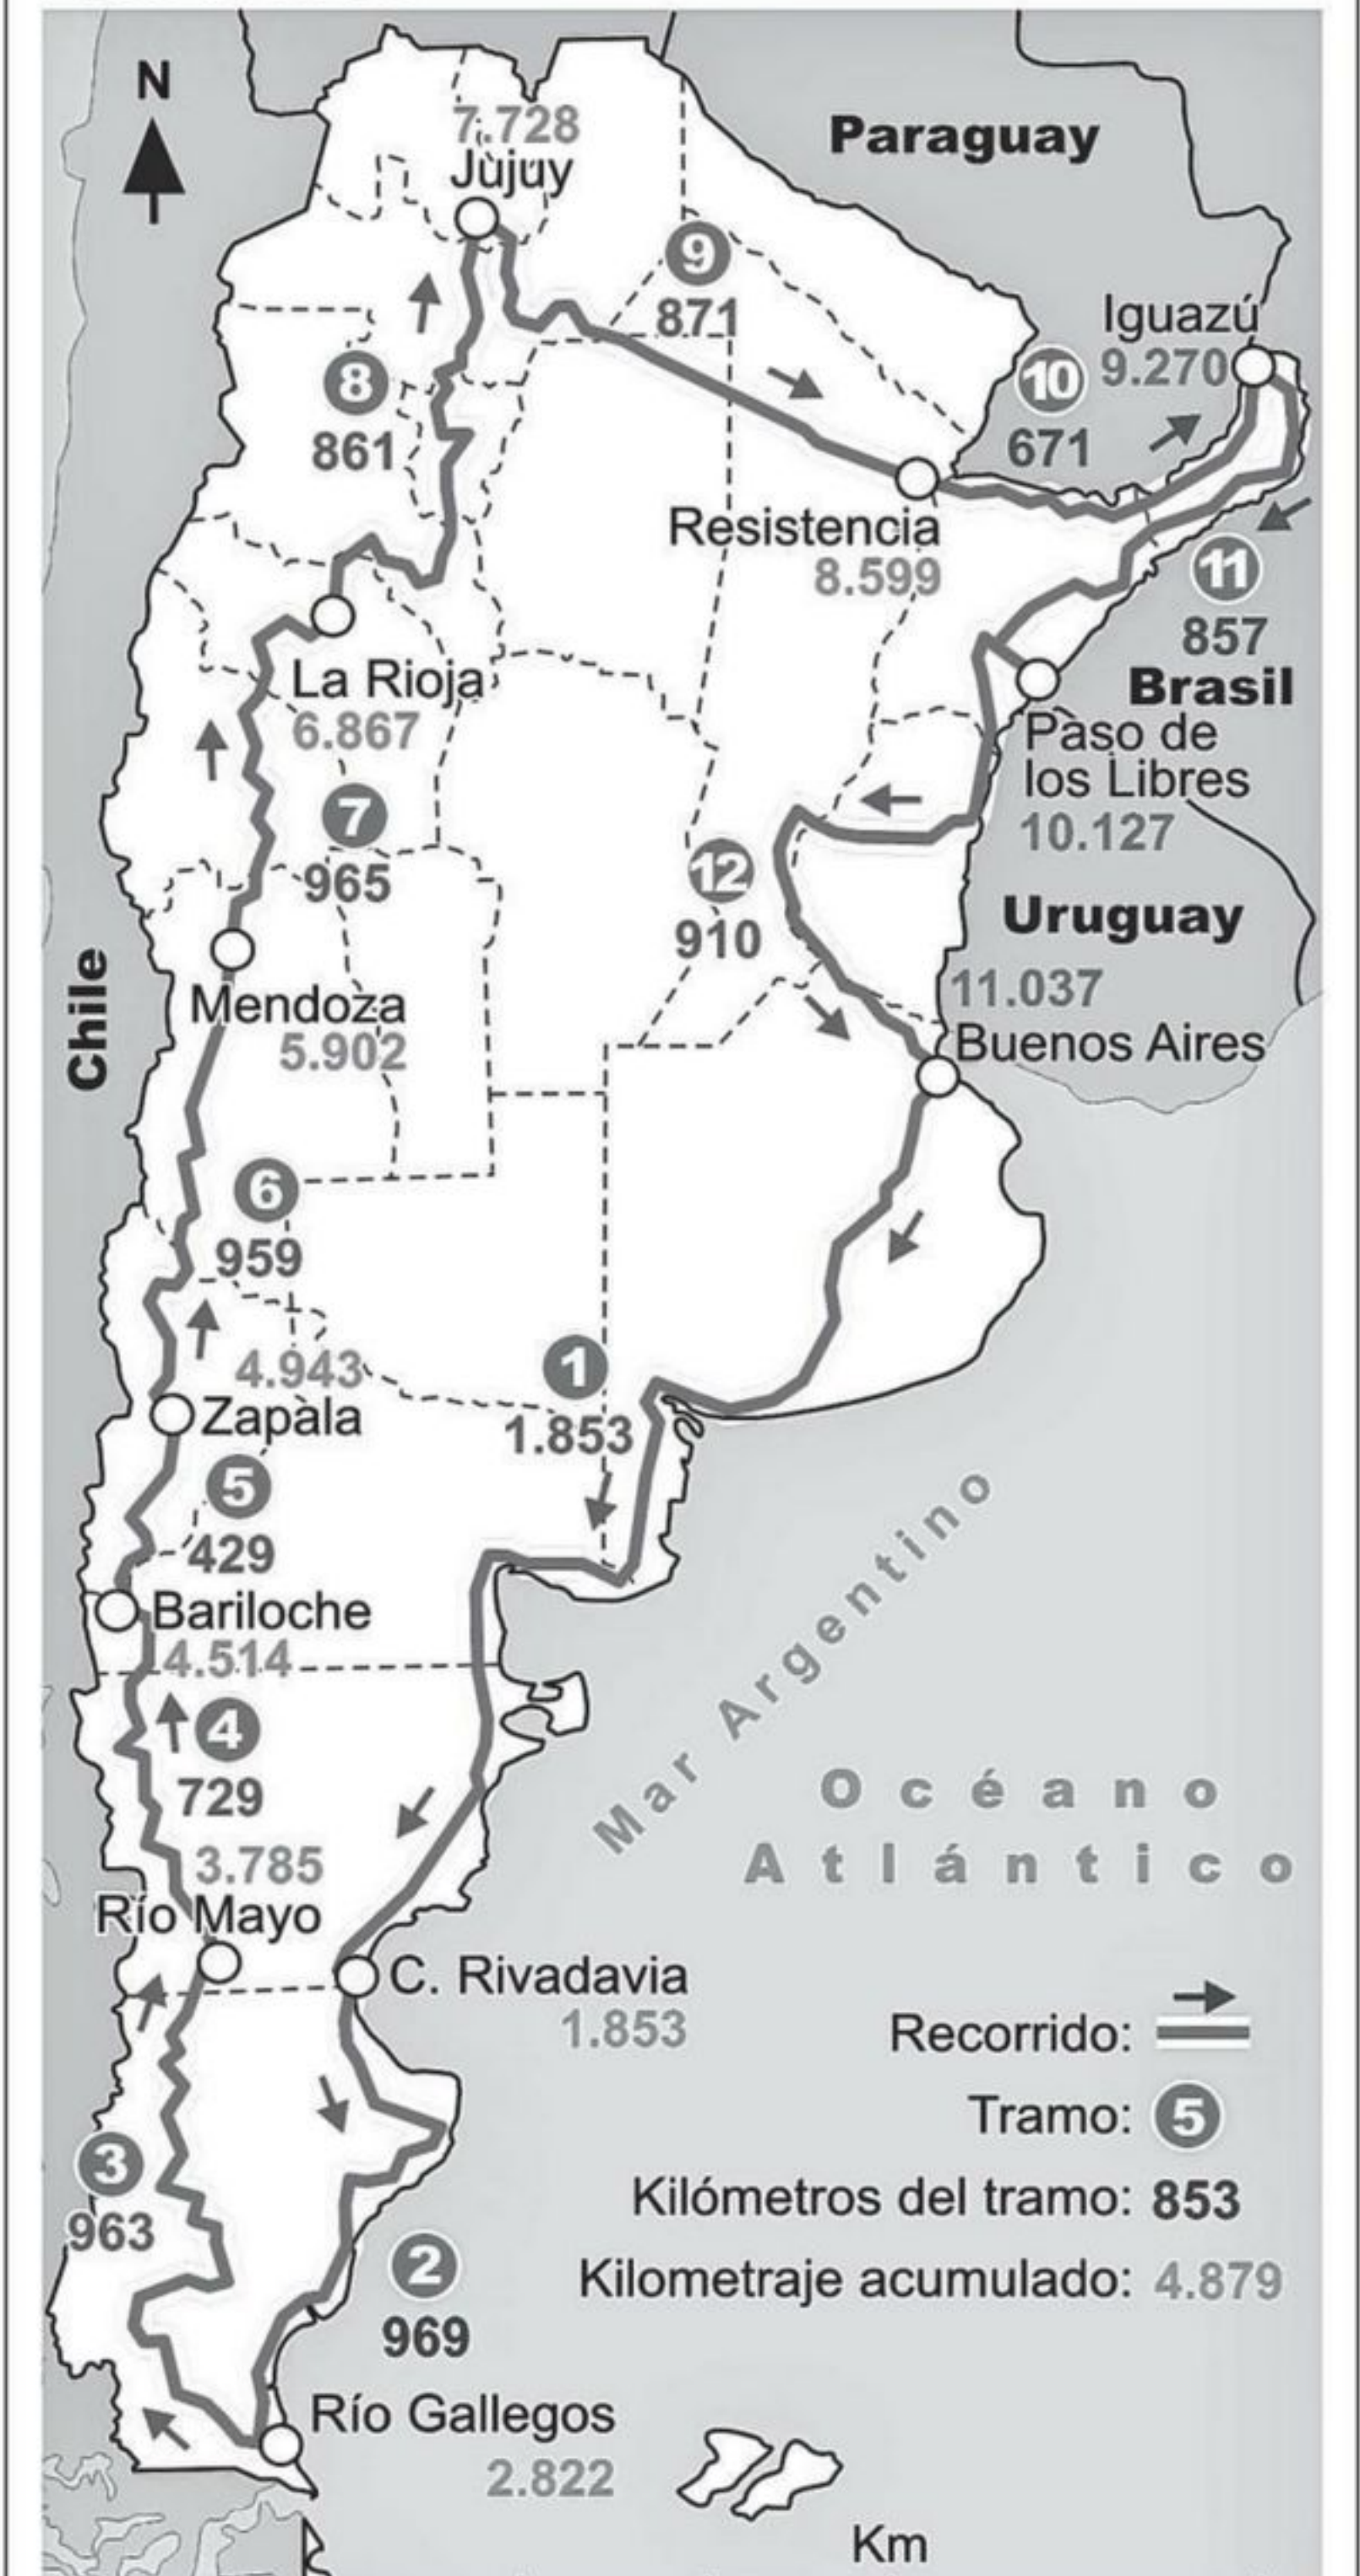 N
7.728
Jujuy
Paraguay
9
871
Iguazú
9.270
10
671
8
861
Resistencia
8.599
11
857
Brasil
La Rioja
6.867
Paso de
los Libres
10.127
7
965
12
910
Uruguay
Chile
Mendoza
5.902
11.037
Buenos Aires
6
959
4.943
Zapala
1
1.853
5
429
Bariloche
4.514
Mar Argentino
4
729
Océano
Atlántico
3.785
Río Mayo
C. Rivadavia
1.853
Recorrido:
Tramo: 5
3
963
Kilómetros del tramo: 853
2
969
Kilometraje acumulado: 4.879
Río Gallegos
2.822
Km